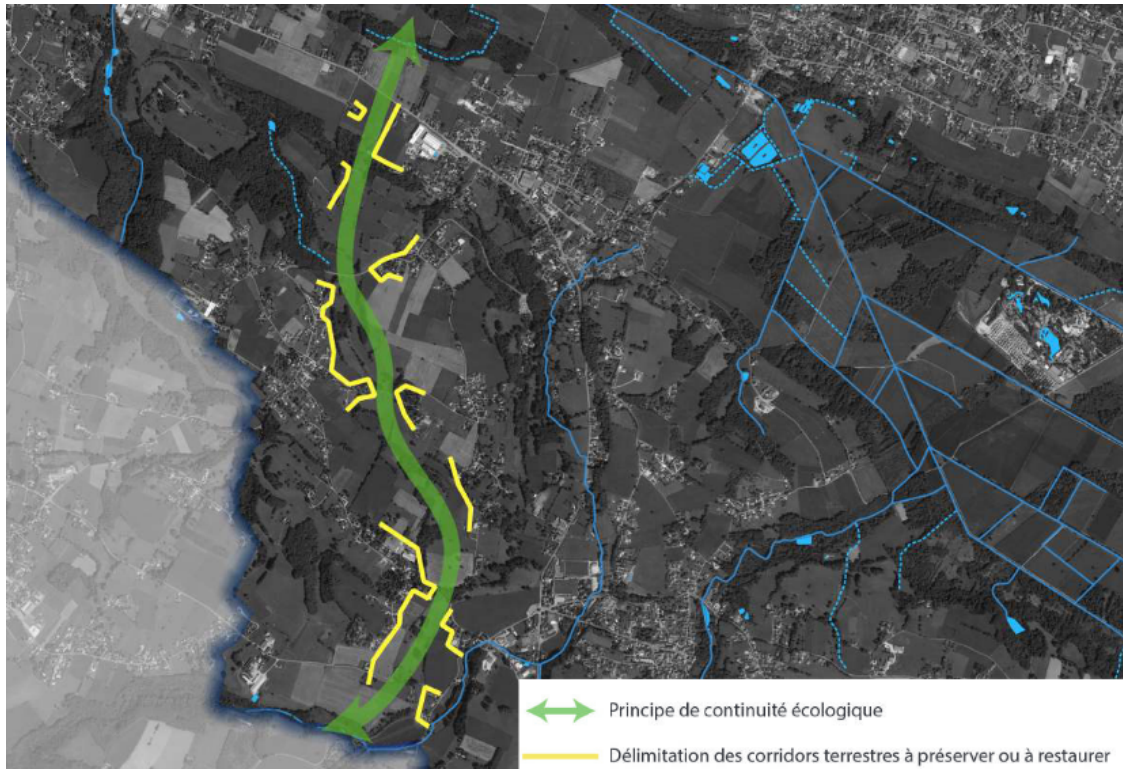 Principe de continuité écologique
Délimitation des corridors terrestres à préserver ou à restaurer